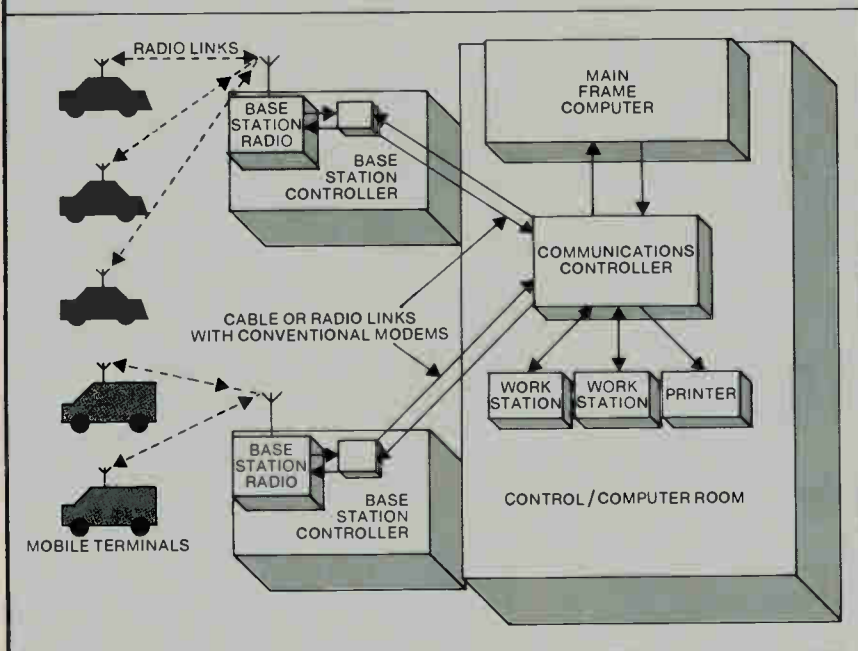 RADIO LINKS
BASE
STATION
RADIO
BASE
STATION
CONTROLLER
MAIN
FRAME
COMPUTER
COMMUNICATIONS
CONTROLLER
CABLE OR RADIO LINKS
WITH CONVENTIONAL MODEMS
WORK
STATION
WORK
STATION
PRINTER
BASE
STATION
RADIO
BASE
STATION
CONTROLLER
CONTROL/COMPUTER ROOM
MOBILE TERMINALS